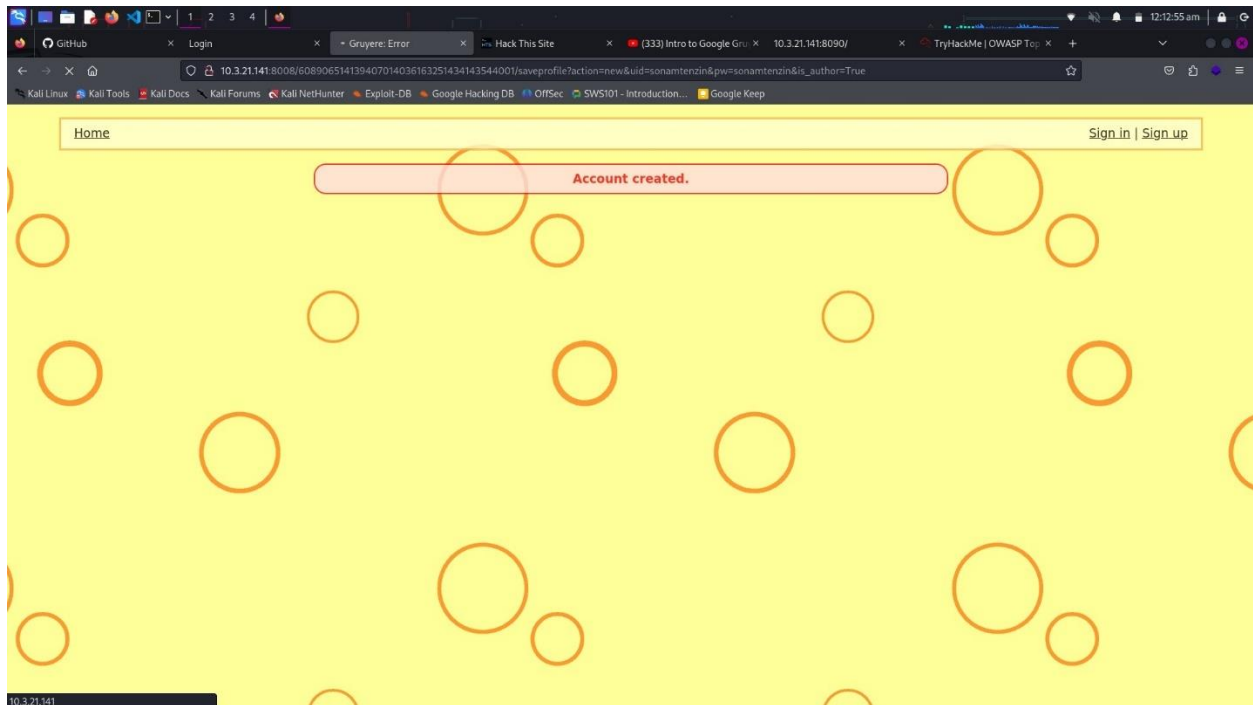 1 2 3 4
12:12:55 am
GitHub
Login
Gruyere: Error
Hack This Site
(333) Intro to Google Gru
10.3.21.141:8090/
TryHackMe | OWASP Top
10.3.21.141:8008/608906514139407014036163251434143544001/saveprofile?action=new&uid=sonamtenzin&pw=sonamtenzin&is_author=True
Kali Linux Kali Tools Kali Docs Kali Forums Kali NetHunter Exploit-DB Google Hacking DB OffSec SWS101 - Introduction... Google Keep
Home
Sign in | Sign up
Account created.
10.3.21.141